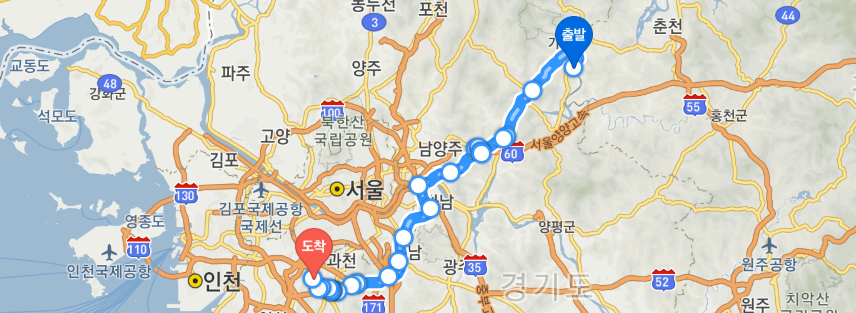 동두천
포천
3
출발
춘천
44
교동도
강화군
48
파주
양주
석모도
100
북한산
국립공원
고양
55
홍천군
서울양양고속
60
김포
남양주
130
서울
김포국제공항
국제선
영종도
110
인천국제공항
양평군
도착
과천
인천
광주
35
경기도
52
원주공항
원주
171
치악산